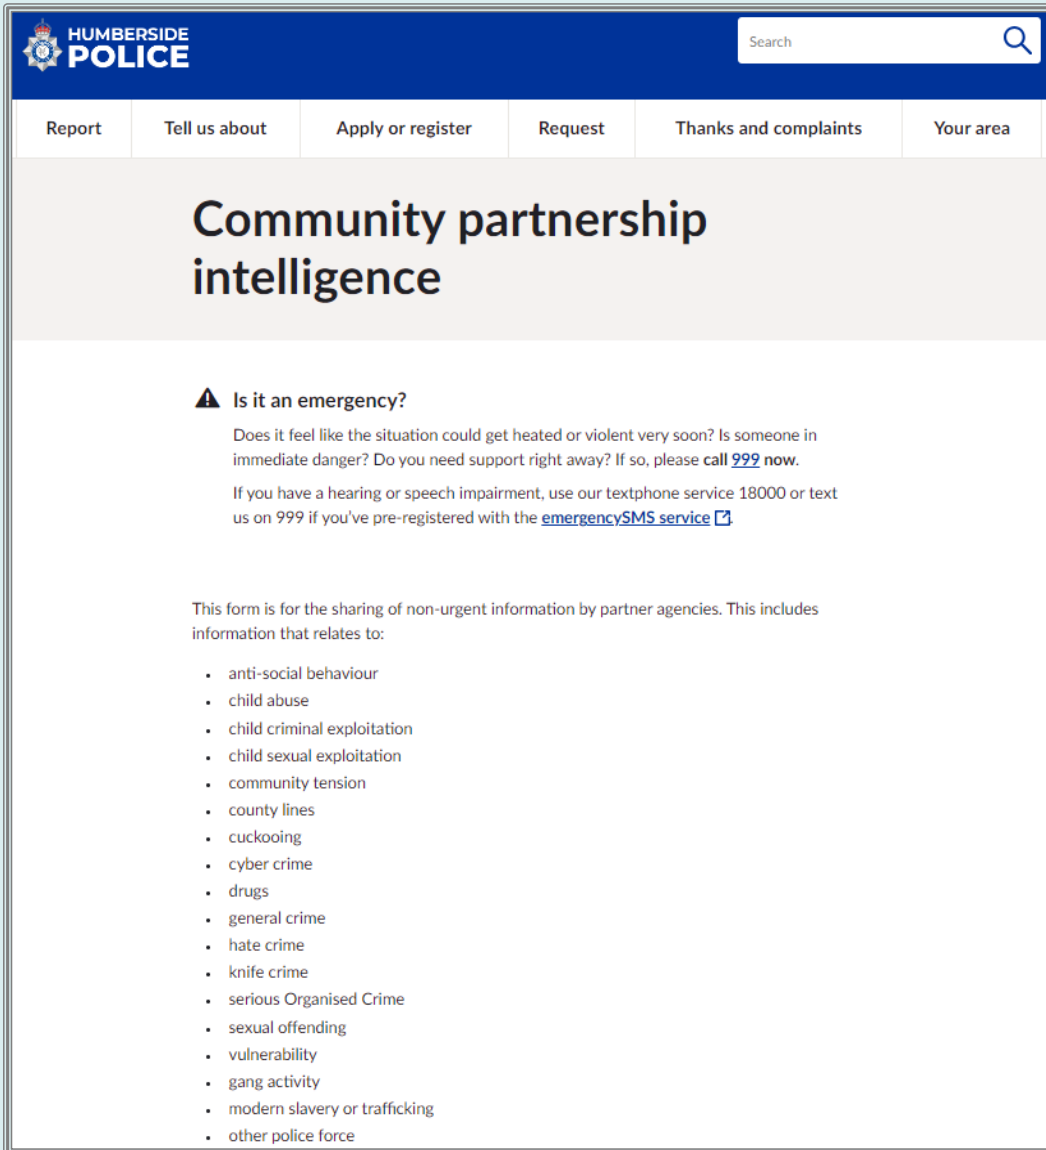 HUMBERSIDE
POLICE
Search
Report
Tell us about
Apply or register
Request
Thanks and complaints
Your area
Community partnership
intelligence
Is it an emergency?
Does it feel like the situation could get heated or violent very soon? Is someone in
immediate danger? Do you need support right away? If so, please call 999 now.
If you have a hearing or speech impairment, use our textphone service 18000 or text
us on 999 if you've pre-registered with the emergencySMS service.
This form is for the sharing of non-urgent information by partner agencies. This includes
information that relates to:
• anti-social behaviour
• child abuse
• child criminal exploitation
• child sexual exploitation
• community tension
• county lines
• cuckooing
• cyber crime
• drugs
• general crime
• hate crime
• knife crime
• serious Organised Crime
• sexual offending
• vulnerability
• gang activity
• modern slavery or trafficking
• other police force